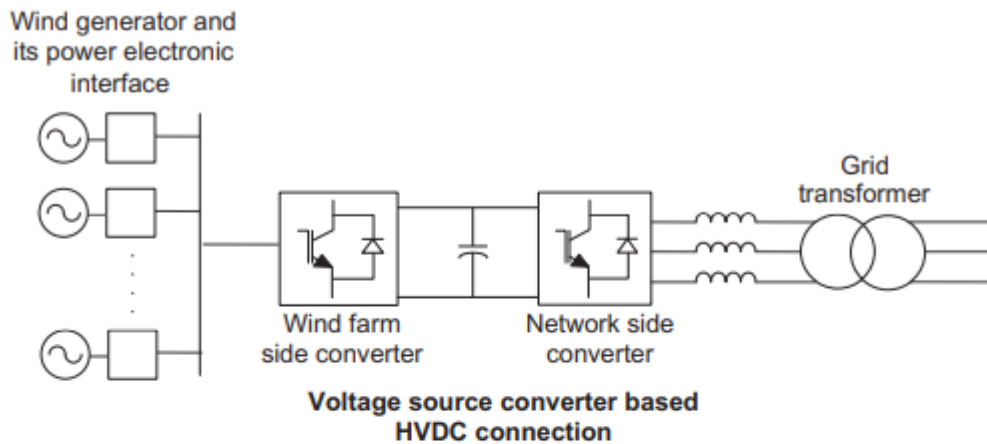 Wind generator and
its power electronic
interface
Grid
transformer
Wind farm
side converter
Network side
converter
Voltage source converter based
HVDC connection